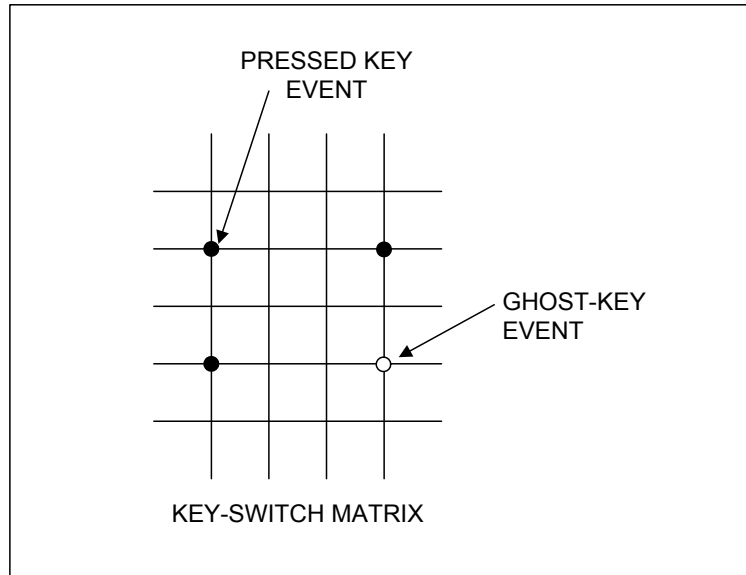 PRESSED KEY
EVENT
GHOST-KEY
EVENT
KEY-SWITCH MATRIX